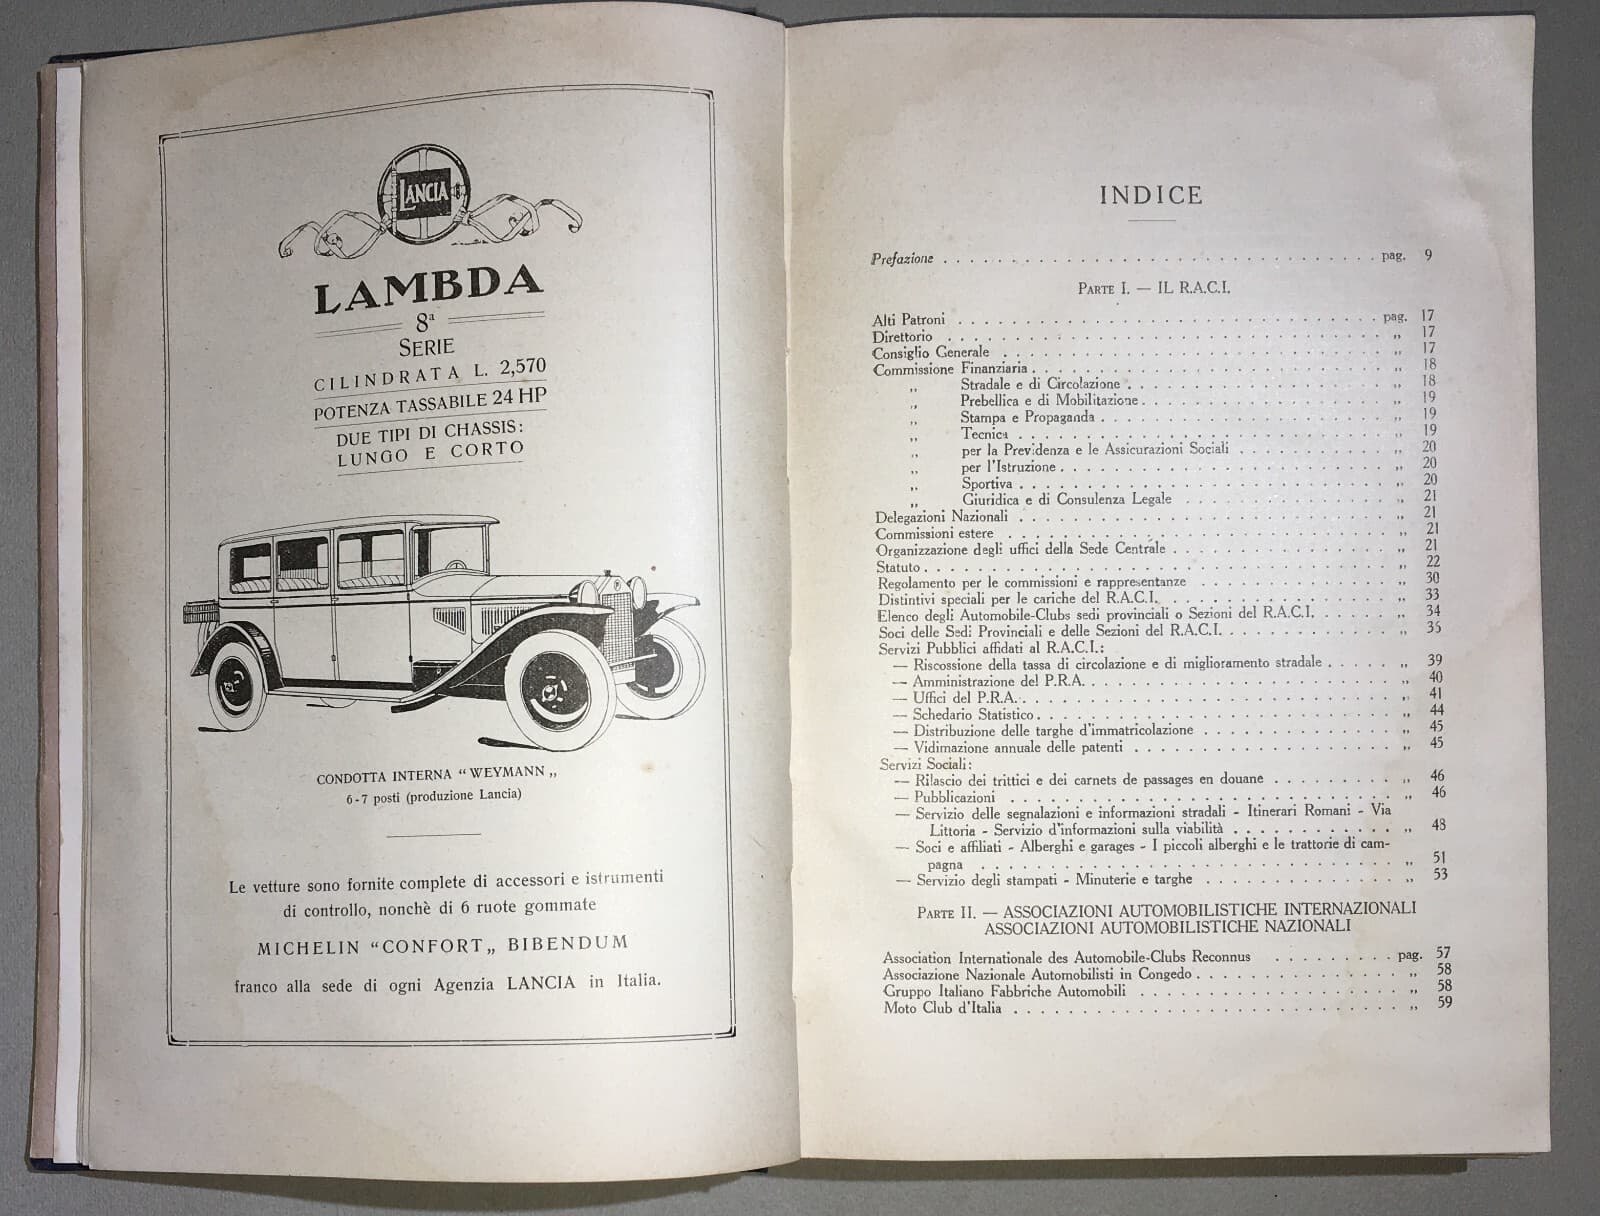 LANCIA
LAMBDA
8ª
SERIE
CILINDRATA L. 2,570
POTENZA TASSABILE 24 HP
DUE TIPI DI CHASSIS:
LUNGO E CORTO
CONDOTTA INTERNA “WEYMANN„
6-7 posti (produzione Lancia)
Le vetture sono fornite complete di accessori e istrumenti
di controllo, nonchè di 6 ruote gommate
MICHELIN “CONFORT„ BIBENDUM
franco alla sede di ogni Agenzia LANCIA in Italia.
INDICE
Prefazione . . . . . . . . . . pag. 9
PARTE I. — IL R.A.C.I.
Alti Patroni . . . . . . . . . . pag. 17
Direttorio . . . . . . . . . . „ 17
Consiglio Generale . . . . . . . . . . „ 17
Commissione Finanziaria . . . . . . . . . . „ 18
„ Stradale e di Circolazione . . . . . . . . . . „ 18
„ Prebellica e di Mobilitazione . . . . . . . . . . „ 19
„ Stampa e Propaganda . . . . . . . . . . „ 19
„ Tecnica . . . . . . . . . . „ 19
„ per la Previdenza e le Assicurazioni Sociali . . . . . . . . . . „ 20
„ per l'Istruzione . . . . . . . . . . „ 20
„ Sportiva . . . . . . . . . . „ 20
„ Giuridica e di Consulenza Legale . . . . . . . . . . „ 21
Delegazioni Nazionali . . . . . . . . . . „ 21
Commissioni estere . . . . . . . . . . „ 21
Organizzazione degli uffici della Sede Centrale . . . . . . . . . . „ 21
Statuto . . . . . . . . . . „ 22
Regolamento per le commissioni e rappresentanze . . . . . . . . . . „ 30
Distintivi speciali per le cariche del R.A.C.I. . . . . . . . . . . „ 33
Elenco degli Automobile-Clubs sedi provinciali o Sezioni del R.A.C.I. . . . . . „ 34
Soci delle Sedi Provinciali e delle Sezioni del R.A.C.I. . . . . . . . . . . „ 35
Servizi Pubblici affidati al R.A.C.I.:
— Riscossione della tassa di circolazione e di miglioramento stradale . . . . . „ 39
— Amministrazione del P.R.A. . . . . . . . . . . „ 40
— Uffici del P.R.A. . . . . . . . . . . „ 41
— Schedario Statistico . . . . . . . . . . „ 44
— Distribuzione delle targhe d'immatricolazione . . . . . . . . . . „ 45
— Vidimazione annuale delle patenti . . . . . . . . . . „ 45
Servizi Sociali:
— Rilascio dei trittici e dei carnets de passages en douane . . . . . . . . . . „ 46
— Pubblicazioni . . . . . . . . . . „ 46
— Servizio delle segnalazioni e informazioni stradali - Itinerari Romani - Via
Littoria - Servizio d'informazioni sulla viabilità . . . . . . . . . . „ 48
— Soci e affiliati - Alberghi e garages - I piccoli alberghi e le trattorie di cam-
pagna . . . . . . . . . . „ 51
— Servizio degli stampati - Minuterie e targhe . . . . . . . . . . „ 53
PARTE II. — ASSOCIAZIONI AUTOMOBILISTICHE INTERNAZIONALI
ASSOCIAZIONI AUTOMOBILISTICHE NAZIONALI
Association Internationale des Automobile-Clubs Reconnus . . . . . . . . . pag. 57
Associazione Nazionale Automobilisti in Congedo . . . . . . . . . . „ 58
Gruppo Italiano Fabbriche Automobili . . . . . . . . . . „ 58
Moto Club d'Italia . . . . . . . . . . „ 59